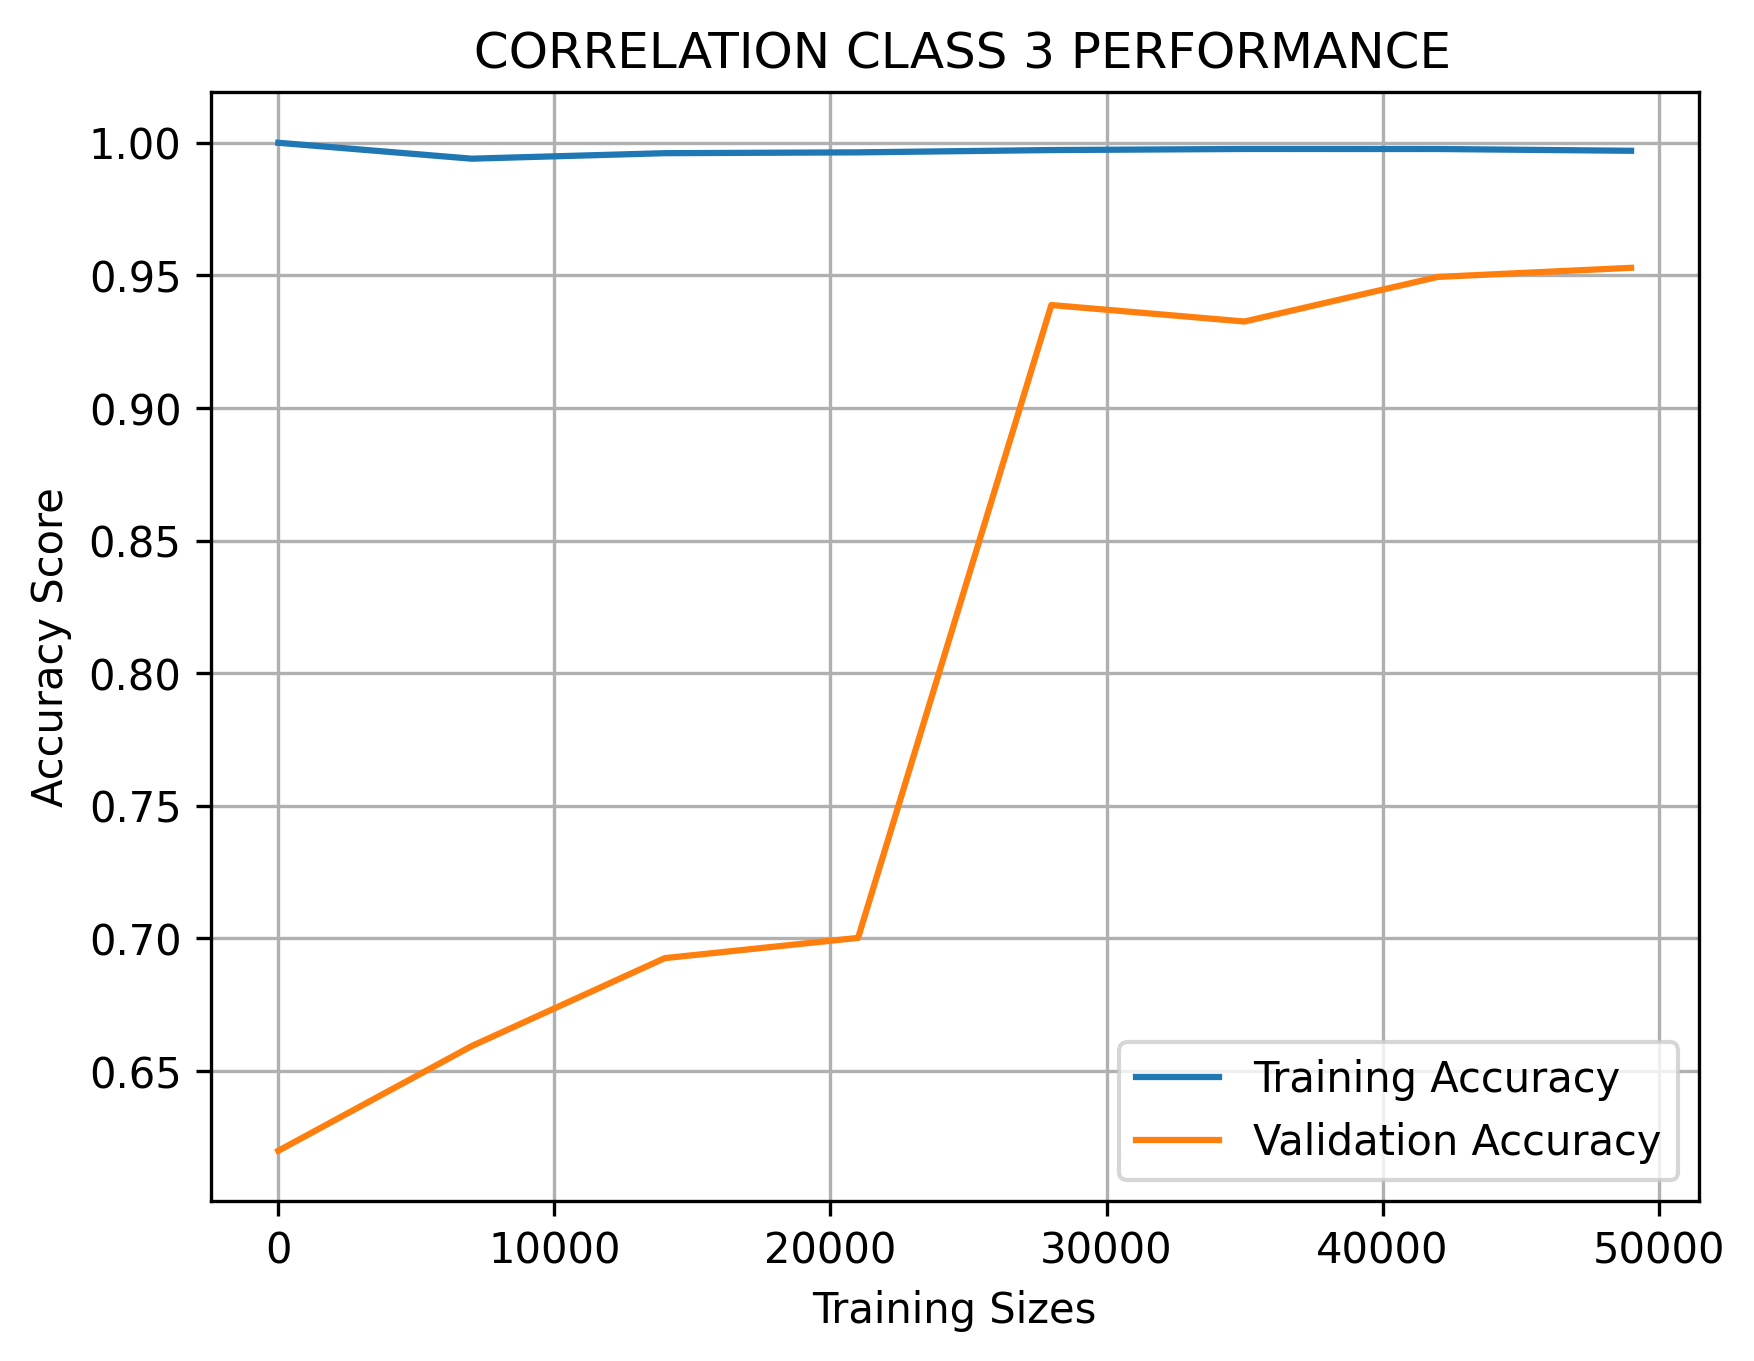 CORRELATION CLASS 3 PERFORMANCE
1.00
0.95
0.90
0.85
0.80
0.75
0.70
0.65
Accuracy Score
Training Accuracy
Validation Accuracy
0 10000 20000 30000 40000 50000
Training Sizes